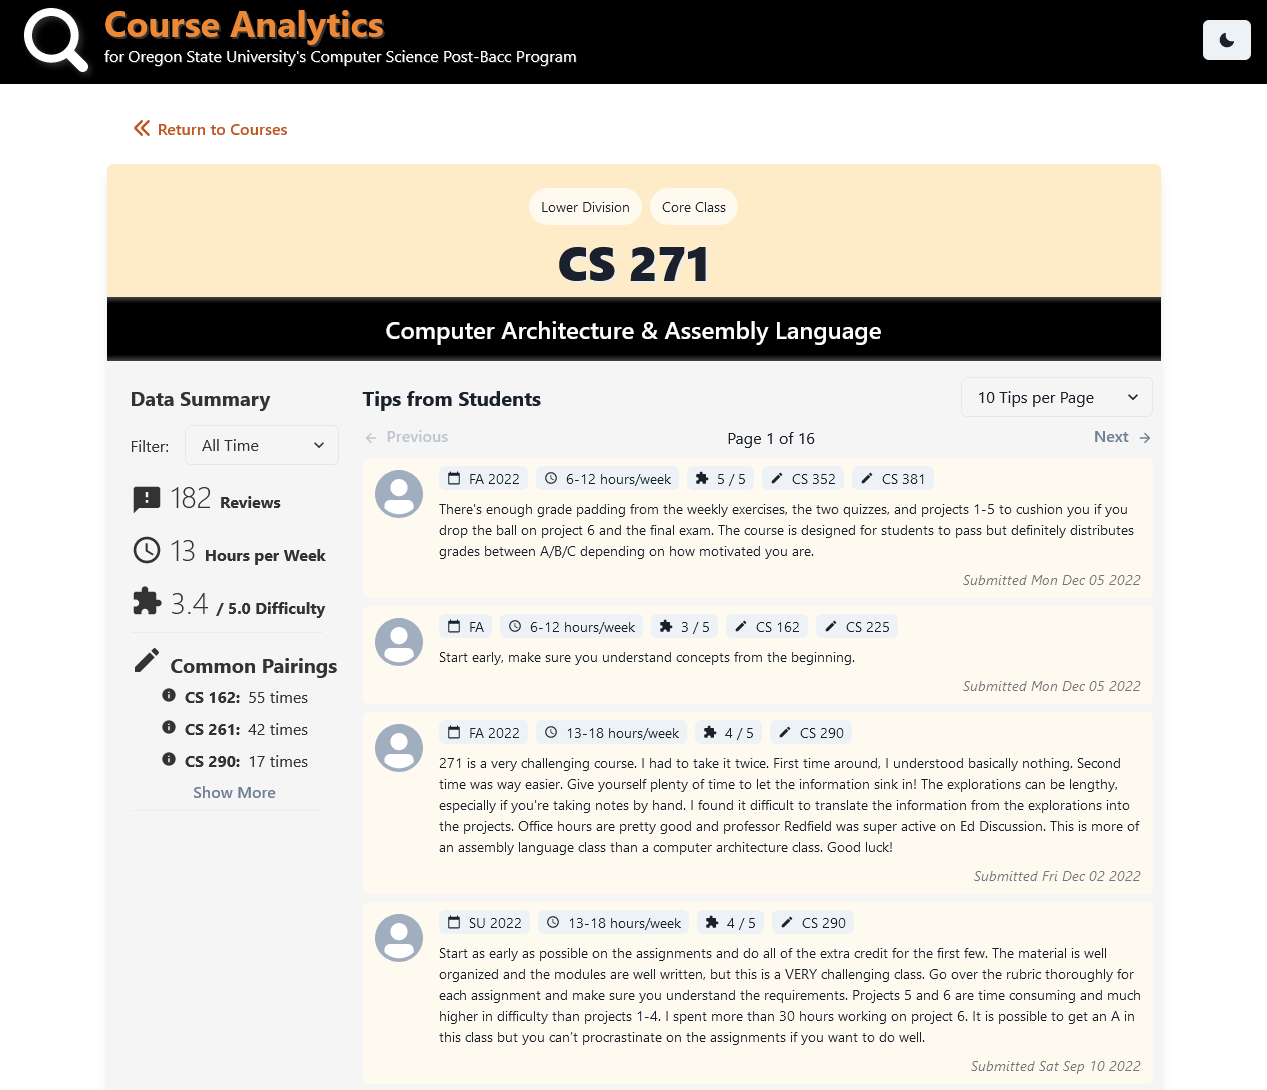 Course Analytics
for Oregon State University's Computer Science Post-Bacc Program
Return to Courses
Lower Division Core Class
CS 271
Computer Architecture & Assembly Language
Data Summary
Filter: All Time
182 Reviews
13 Hours per Week
3.4 / 5.0 Difficulty
Common Pairings
CS 162: 55 times
CS 261: 42 times
CS 290: 17 times
Show More
Tips from Students
10 Tips per Page
Previous
Page 1 of 16
Next
FA 2022 6-12 hours/week 5 / 5 CS 352 CS 381
There's enough grade padding from the weekly exercises, the two quizzes, and projects 1-5 to cushion you if you
drop the ball on project 6 and the final exam. The course is designed for students to pass but definitely distributes
grades between A/B/C depending on how motivated you are.
Submitted Mon Dec 05 2022
FA 6-12 hours/week 3 / 5 CS 162 CS 225
Start early, make sure you understand concepts from the beginning.
Submitted Mon Dec 05 2022
FA 2022 13-18 hours/week 4 / 5 CS 290
271 is a very challenging course. I had to take it twice. First time around, I understood basically nothing. Second
time was way easier. Give yourself plenty of time to let the information sink in! The explorations can be lengthy,
especially if you're taking notes by hand. I found it difficult to translate the information from the explorations into
the projects. Office hours are pretty good and professor Redfield was super active on Ed Discussion. This is more of
an assembly language class than a computer architecture class. Good luck!
Submitted Fri Dec 02 2022
SU 2022 13-18 hours/week 4 / 5 CS 290
Start as early as possible on the assignments and do all of the extra credit for the first few. The material is well
organized and the modules are well written, but this is a VERY challenging class. Go over the rubric thoroughly for
each assignment and make sure you understand the requirements. Projects 5 and 6 are time consuming and much
higher in difficulty than projects 1-4. I spent more than 30 hours working on project 6. It is possible to get an A in
this class but you can't procrastinate on the assignments if you want to do well.
Submitted Sat Sep 10 2022